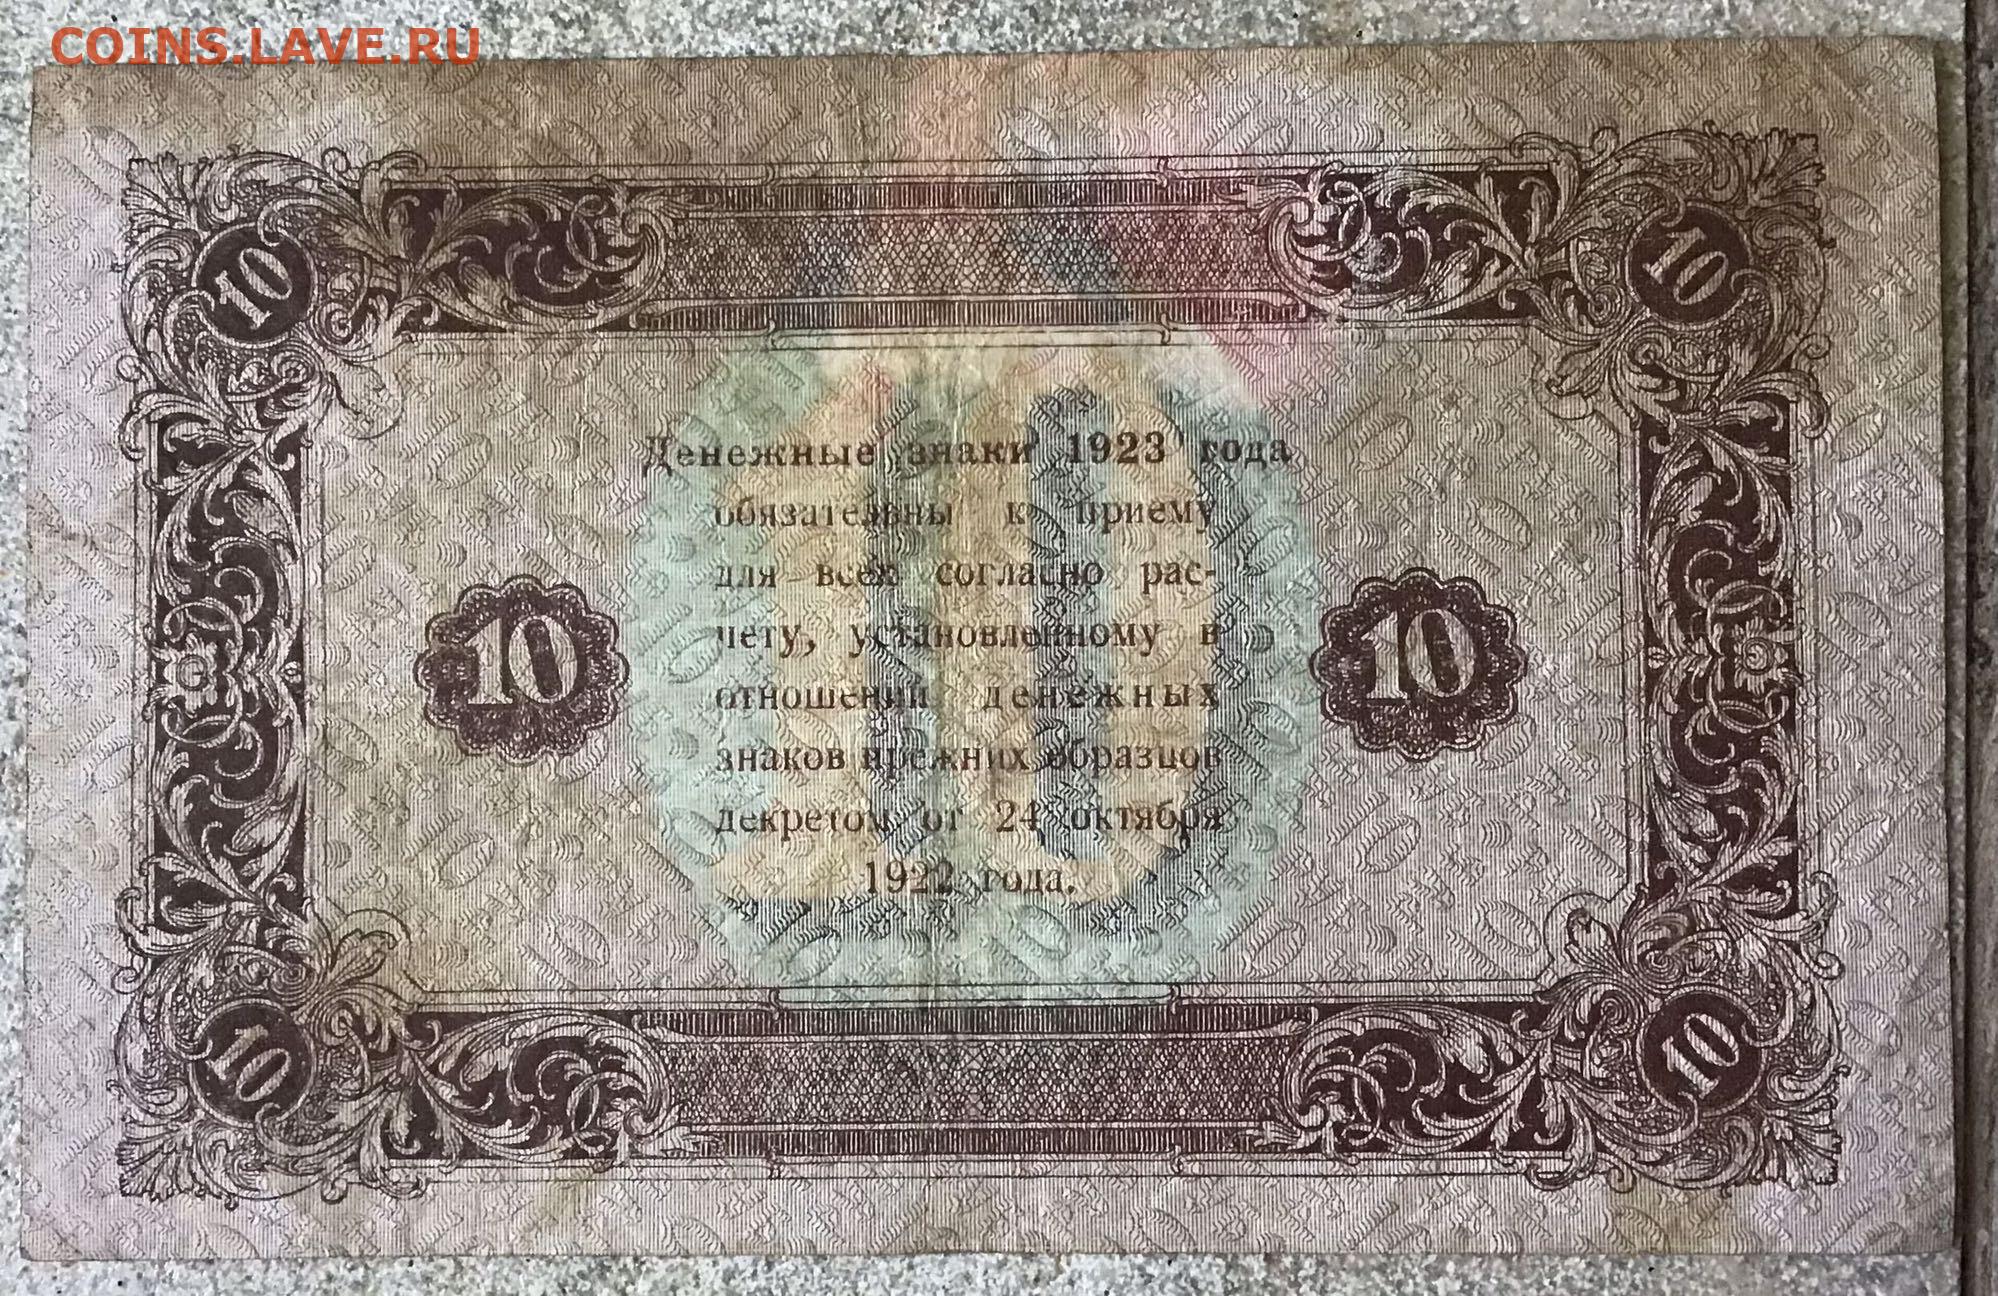 COINS.LAVE.RU
10 10
Денежные знаки 1923 года
обязательны к приему
для всех согласно рас-
чету, установленному в
10 10
отношении денежных
знаков прежних образцов
декретом от 24 октября
1922 года.
10
10 10